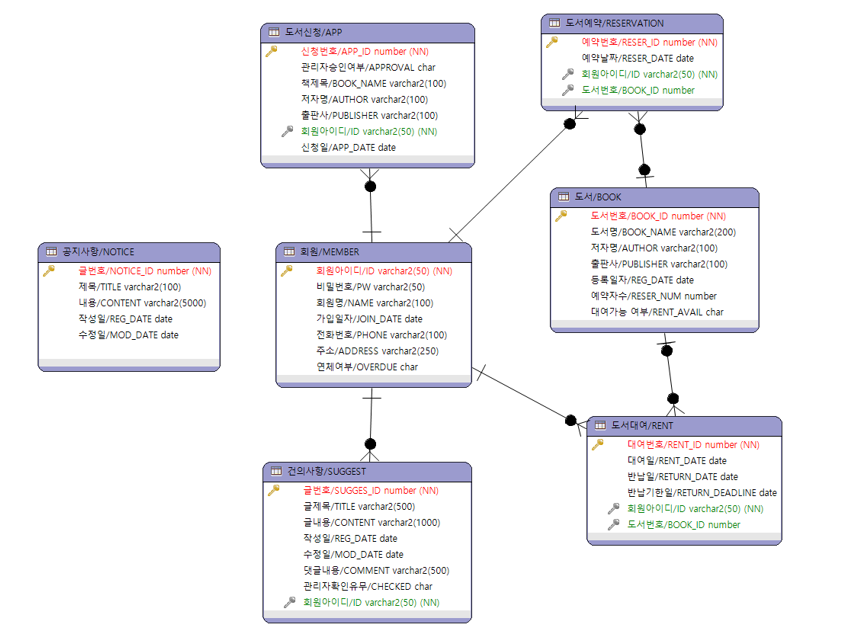 도서신청/APP
신청번호/APP_ID number (NN)
관리자승인여부/APPROVAL char
책제목/BOOK_NAME varchar2(100)
저자명/AUTHOR varchar2(100)
출판사/PUBLISHER varchar2(100)
회원아이디/ID varchar2(50) (NN)
신청일/APP_DATE date
도서예약/RESERVATION
예약번호/RESER_ID number (NN)
예약날짜/RESER_DATE date
회원아이디/ID varchar2(50) (NN)
도서번호/BOOK_ID number
도서/BOOK
도서번호/BOOK_ID number (NN)
도서명/BOOK_NAME varchar2(200)
저자명/AUTHOR varchar2(100)
출판사/PUBLISHER varchar2(100)
등록일자/REG_DATE date
예약자수/RESER_NUM number
대여가능 여부/RENT_AVAIL char
공지사항/NOTICE
글번호/NOTICE_ID number (NN)
제목/TITLE varchar2(100)
내용/CONTENT varchar2(5000)
작성일/REG_DATE date
수정일/MOD_DATE date
회원/MEMBER
회원아이디/ID varchar2(50) (NN)
비밀번호/PW varchar2(50)
회원명/NAME varchar2(100)
가입일자/JOIN_DATE date
전화번호/PHONE varchar2(100)
주소/ADDRESS varchar2(250)
연체여부/OVERDUE char
도서대여/RENT
대여번호/RENT_ID number (NN)
대여일/RENT_DATE date
반납일/RETURN_DATE date
반납기한일/RETURN_DEADLINE date
회원아이디/ID varchar2(50) (NN)
도서번호/BOOK_ID number
건의사항/SUGGEST
글번호/SUGGES_ID number (NN)
글제목/TITLE varchar2(500)
글내용/CONTENT varchar2(1000)
작성일/REG_DATE date
수정일/MOD_DATE date
댓글내용/COMMENT varchar2(500)
관리자확인유무/CHECKED char
회원아이디/ID varchar2(50) (NN)